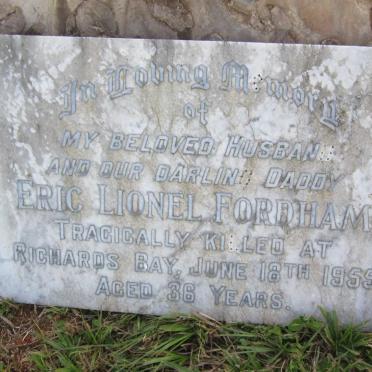 In Loving Memory
of
MY BELOVED HUSBAND
AND OUR DARLING DADDY
ERIC LIONEL FORDHAM
TRAGICALLY KILLED AT
RICHARDS BAY, JUNE 18TH 1959
AGED 36 YEARS.